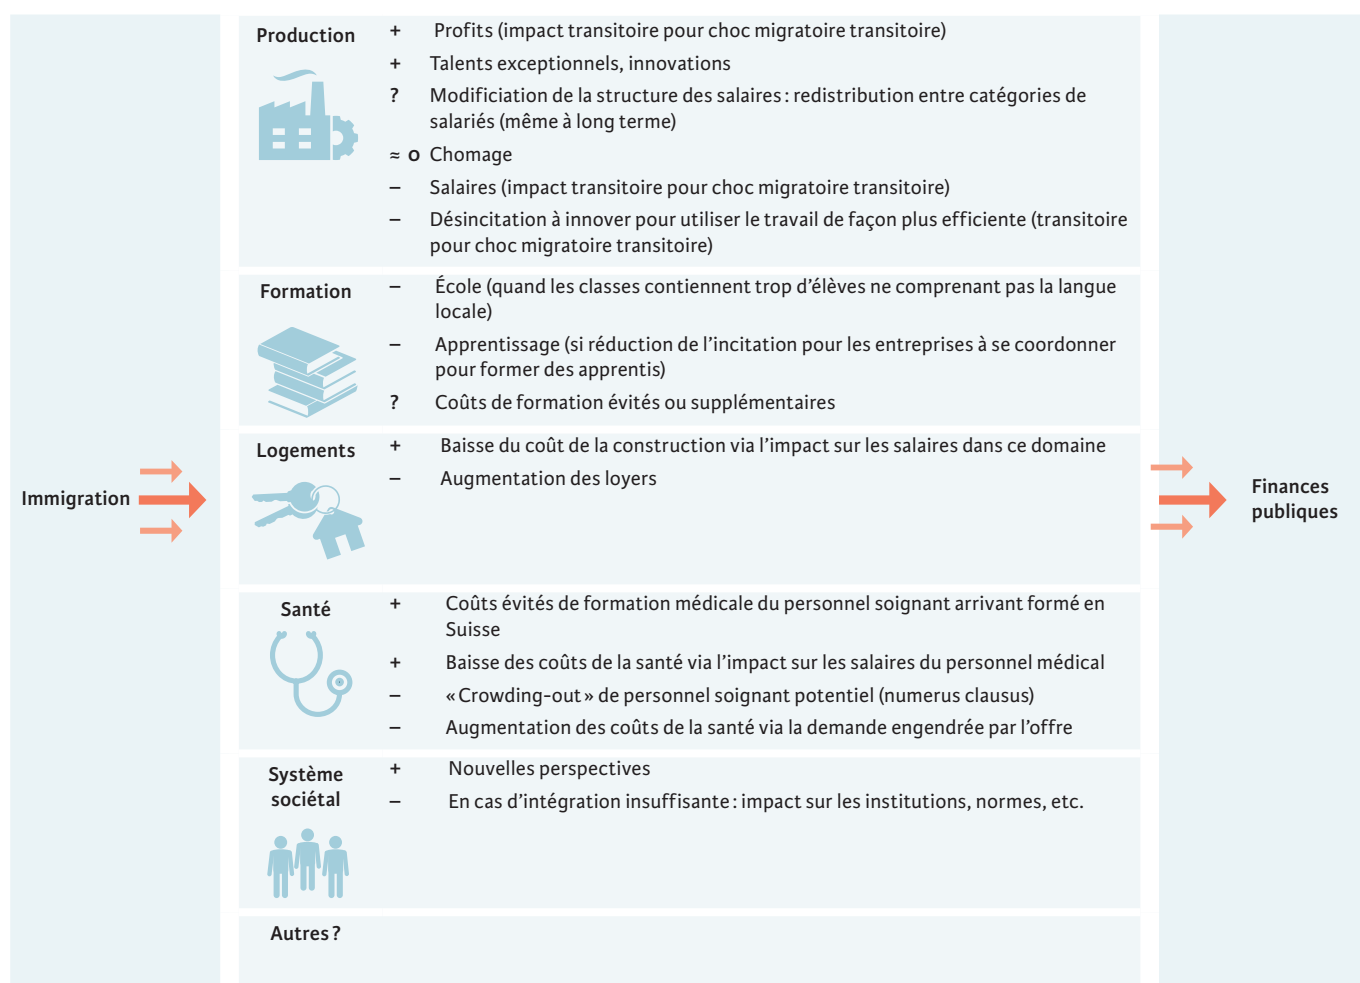 Production
+ Profits (impact transitoire pour choc migratoire transitoire)
+ Talents exceptionnels, innovations
? Modificiation de la structure des salaires : redistribution entre catégories de
salariés (même à long terme)
≈ 0 Chomage
– Salaires (impact transitoire pour choc migratoire transitoire)
– Désincitation à innover pour utiliser le travail de façon plus efficiente (transitoire
pour choc migratoire transitoire)
Formation
– École (quand les classes contiennent trop d’élèves ne comprenant pas la langue
locale)
– Apprentissage (si réduction de l’incitation pour les entreprises à se coordonner
pour former des apprentis)
? Coûts de formation évités ou supplémentaires
Logements
+ Baisse du coût de la construction via l’impact sur les salaires dans ce domaine
– Augmentation des loyers
Immigration
Finances
publiques
Santé
+ Coûts évités de formation médicale du personnel soignant arrivant formé en
Suisse
+ Baisse des coûts de la santé via l’impact sur les salaires du personnel médical
– « Crowding-out » de personnel soignant potentiel (numerus clausus)
– Augmentation des coûts de la santé via la demande engendrée par l’offre
Système
sociétal
+ Nouvelles perspectives
– En cas d’intégration insuffisante : impact sur les institutions, normes, etc.
Autres ?